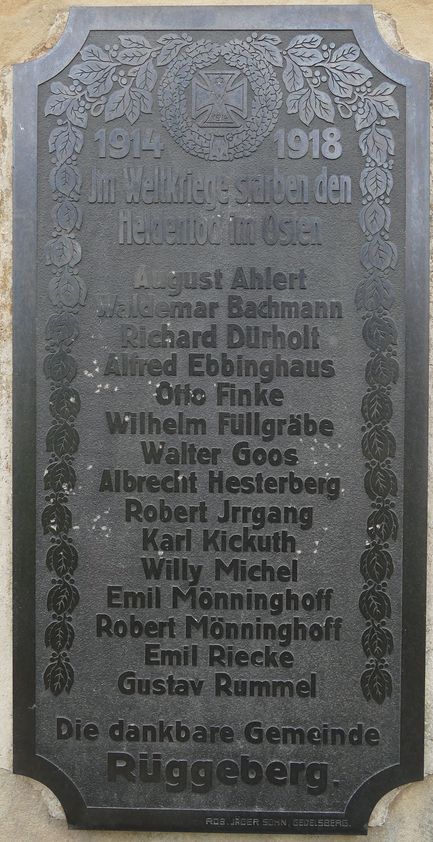 1914 1918
Jm Weltkriege starben den
Heldentod im Osten
August Ahlert
Waldemar Bachmann
Richard Dürholt
Alfred Ebbinghaus
Otto Finke
Wilhelm Füllgräbe
Walter Goos
Albrecht Hesterberg
Robert Jrrgang
Karl Kickuth
Willy Michel
Emil Mönninghoff
Robert Mönninghoff
Emil Riecke
Gustav Rummel
Die dankbare Gemeinde
Rüggeberg.
ROB. JÄGER SOHN, GEVELSBERG.